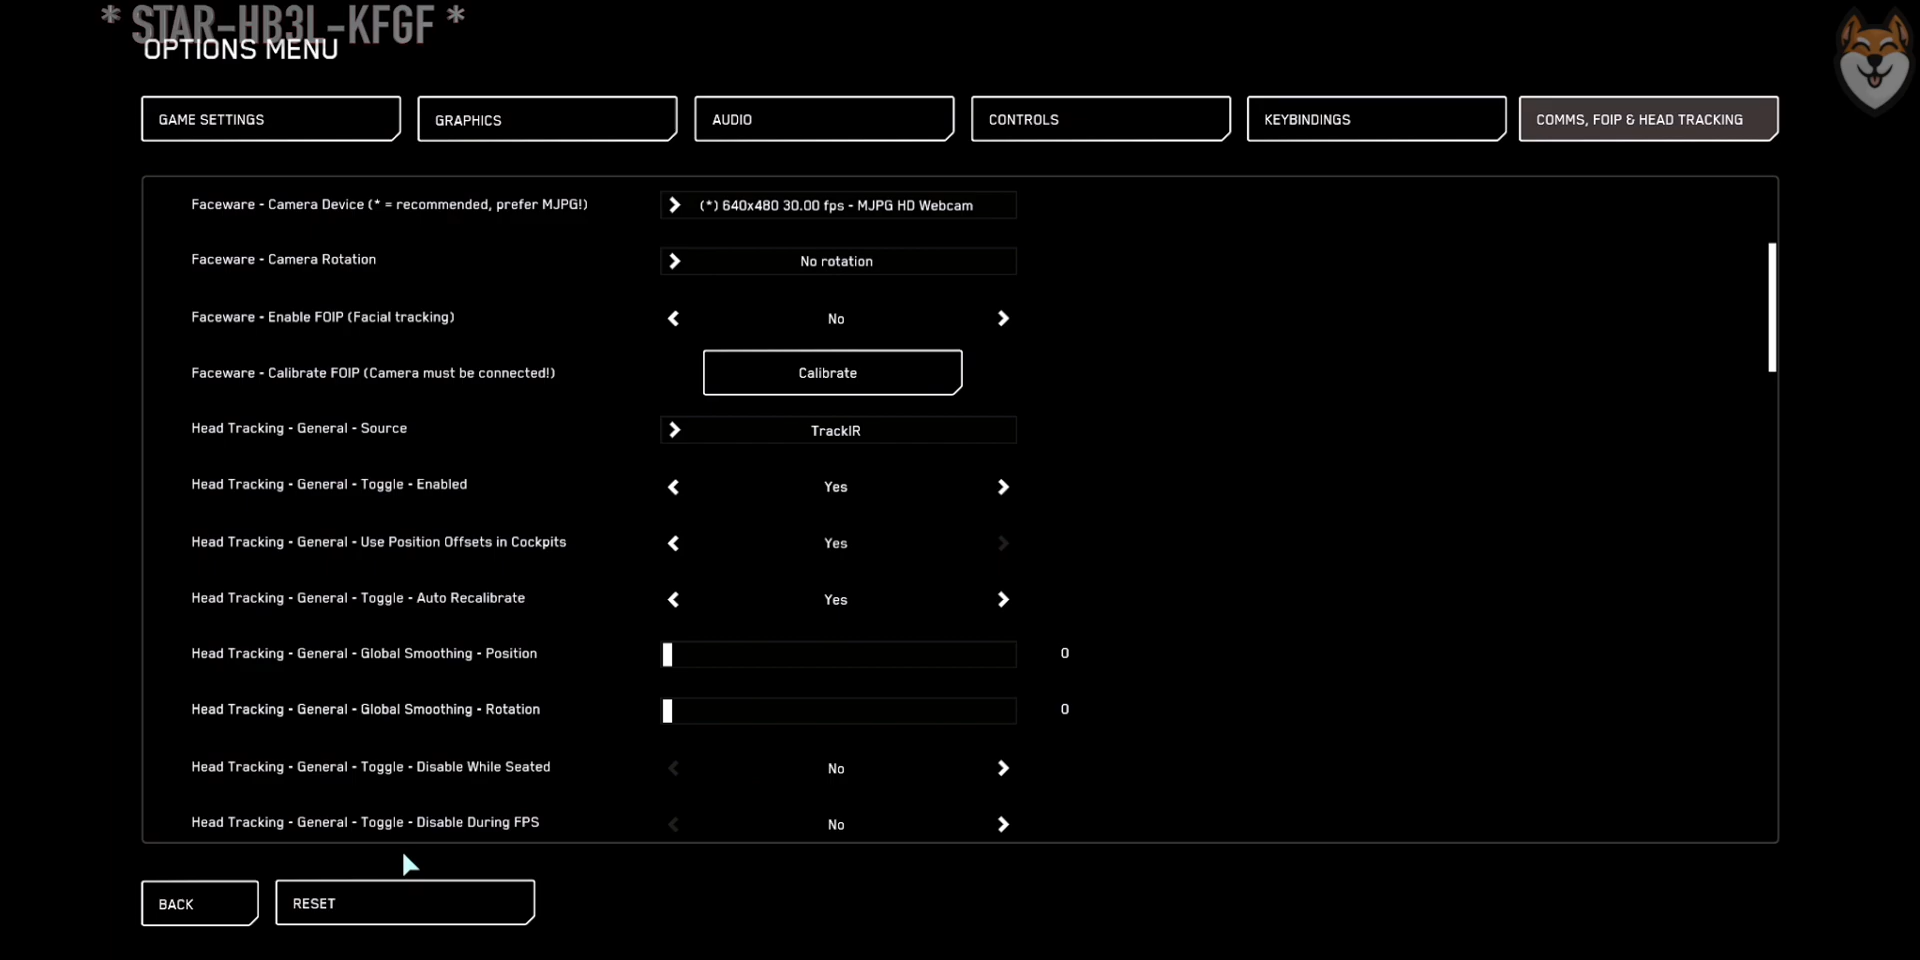 * STAR-HB3L-KFGF *
OPTIONS MENU
GAME SETTINGS
GRAPHICS
AUDIO
CONTROLS
KEYBINDINGS
COMMS, FOIP & HEAD TRACKING
Faceware - Camera Device (* = recommended, prefer MJPG!)
(*) 640x480 30.00 fps - MJPG HD Webcam
Faceware - Camera Rotation
No rotation
Faceware - Enable FOIP (Facial tracking)
No
Faceware - Calibrate FOIP (Camera must be connected!)
Calibrate
Head Tracking - General - Source
TrackIR
Head Tracking - General - Toggle - Enabled
Yes
Head Tracking - General - Use Position Offsets in Cockpits
Yes
Head Tracking - General - Toggle - Auto Recalibrate
Yes
Head Tracking - General - Global Smoothing - Position
0
Head Tracking - General - Global Smoothing - Rotation
0
Head Tracking - General - Toggle - Disable While Seated
No
Head Tracking - General - Toggle - Disable During FPS
No
BACK
RESET